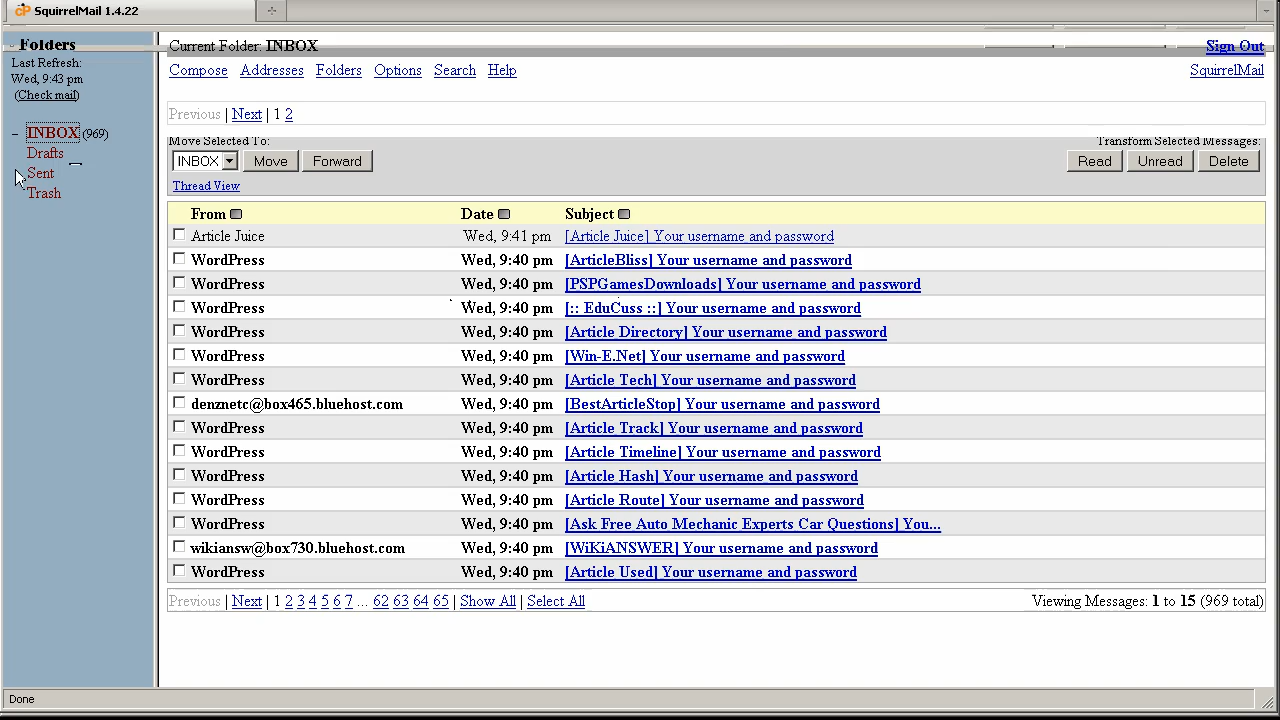 SquirrelMail 1.4.22
Folders
Last Refresh:
Wed, 9:43 pm
(Check mail)
– INBOX (969)
Drafts
Sent
Trash
Current Folder: INBOX
Sign Out
Compose Addresses Folders Options Search Help
SquirrelMail
Previous | Next | 1 2
Move Selected To:
Transform Selected Messages:
INBOX Move Forward
Read Unread Delete
Thread View
From Date Subject
Article Juice Wed, 9:41 pm [Article Juice] Your username and password
WordPress Wed, 9:40 pm [ArticleBliss] Your username and password
WordPress Wed, 9:40 pm [PSPGamesDownloads] Your username and password
WordPress Wed, 9:40 pm [:: EduCuss ::] Your username and password
WordPress Wed, 9:40 pm [Article Directory] Your username and password
WordPress Wed, 9:40 pm [Win-E.Net] Your username and password
WordPress Wed, 9:40 pm [Article Tech] Your username and password
denznetc@box465.bluehost.com Wed, 9:40 pm [BestArticleStop] Your username and password
WordPress Wed, 9:40 pm [Article Track] Your username and password
WordPress Wed, 9:40 pm [Article Timeline] Your username and password
WordPress Wed, 9:40 pm [Article Hash] Your username and password
WordPress Wed, 9:40 pm [Article Route] Your username and password
WordPress Wed, 9:40 pm [Ask Free Auto Mechanic Experts Car Questions] You...
wikiansw@box730.bluehost.com Wed, 9:40 pm [WiKiANSWER] Your username and password
WordPress Wed, 9:40 pm [Article Used] Your username and password
Previous | Next | 1 2 3 4 5 6 7 ... 62 63 64 65 | Show All | Select All
Viewing Messages: 1 to 15 (969 total)
Done